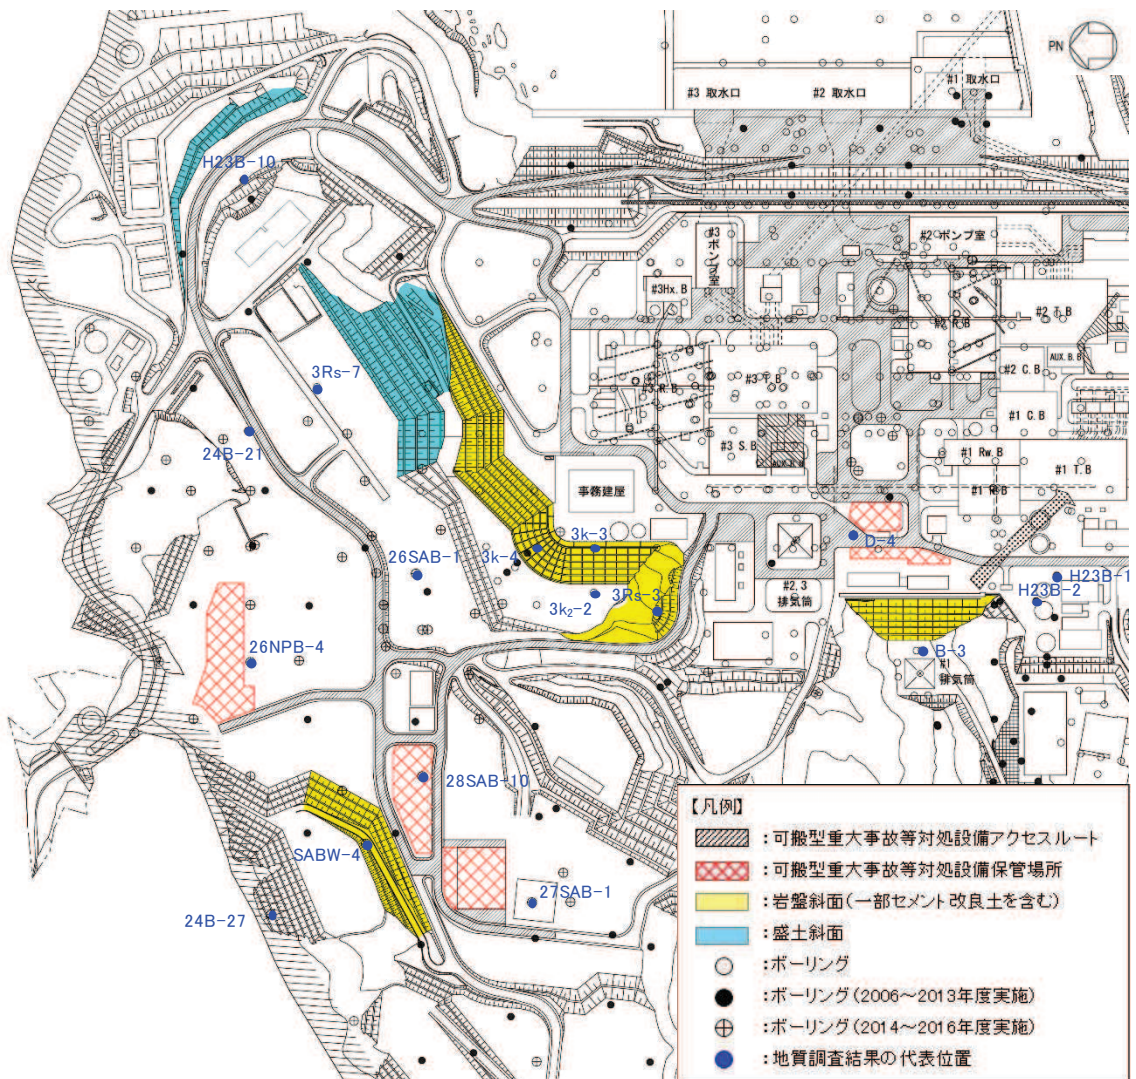 PN
#3 取水口
#2 取水口
#1 取水口
H23B-10
#3 ポンプ室
#2 ポンプ室
#3Hx.B
#2 R.B
#2 T.B
3Rs-7
#3 R.B
#3 T.B
AUX.B.B
#2 C.B
#1 C.B
24B-21
#3 S.B
#1 Rw.B
#1 T.B
事務建屋
#1 R.B
D-4
3k-3
3k-4
26SAB-1
H23B-1
#2,3
排気筒
H23B-2
3k₂-2
3Rs-3
26NPB-4
B-3
#1
排気筒
28SAB-10
SABW-4
27SAB-1
24B-27
【凡例】
:可搬型重大事故等対処設備アクセスルート
:可搬型重大事故等対処設備保管場所
:岩盤斜面(一部セメント改良土を含む)
:盛土斜面
:ボーリング
:ボーリング(2006～2013年度実施)
:ボーリング(2014～2016年度実施)
:地質調査結果の代表位置